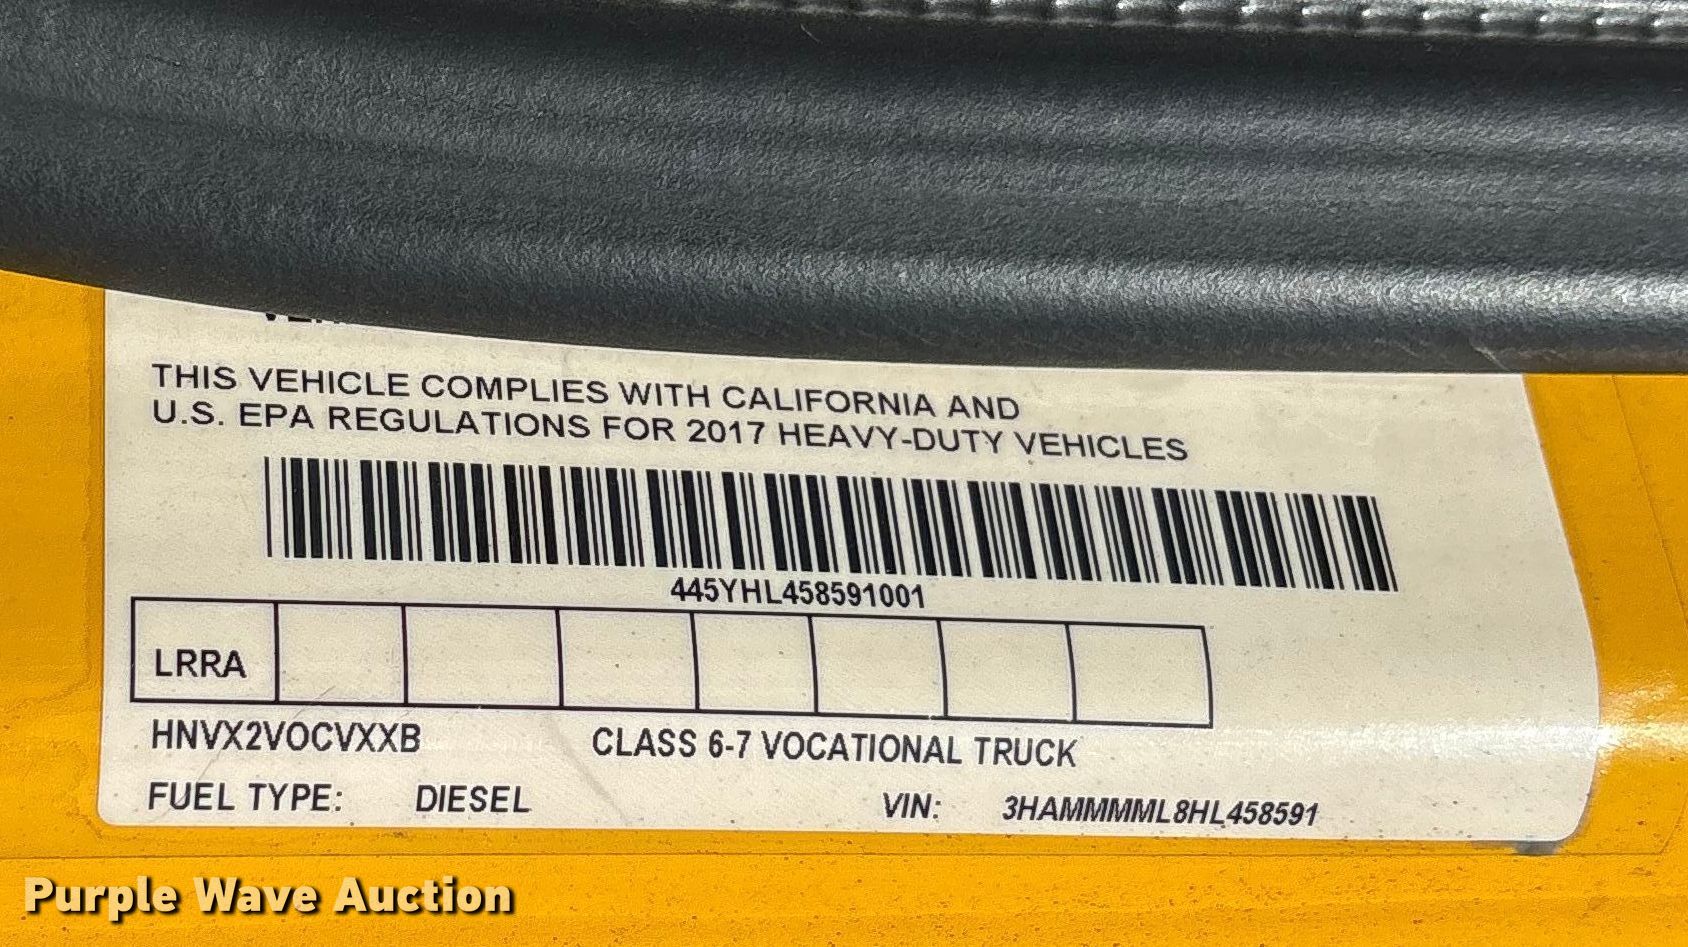 THIS VEHICLE COMPLIES WITH CALIFORNIA AND
U.S. EPA REGULATIONS FOR 2017 HEAVY-DUTY VEHICLES
445YHL458591001
LRRA
HNVX2VOCVXXB CLASS 6-7 VOCATIONAL TRUCK
FUEL TYPE: DIESEL VIN: 3HAMMMML8HL458591
Purple Wave Auction